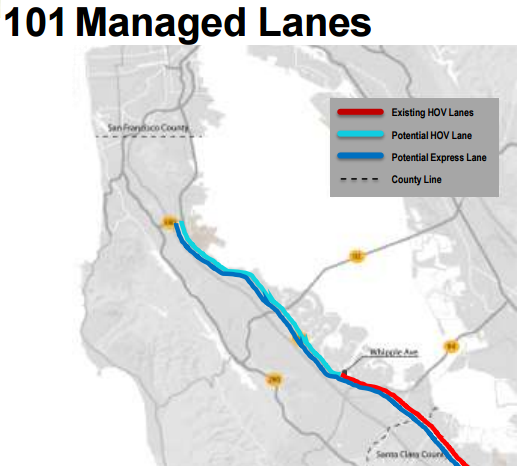 101 Managed Lanes
San Francisco County
Existing HOV Lanes
Potential HOV Lane
Potential Express Lane
County Line
92
Whipple Ave
84
280
Santa Clara County